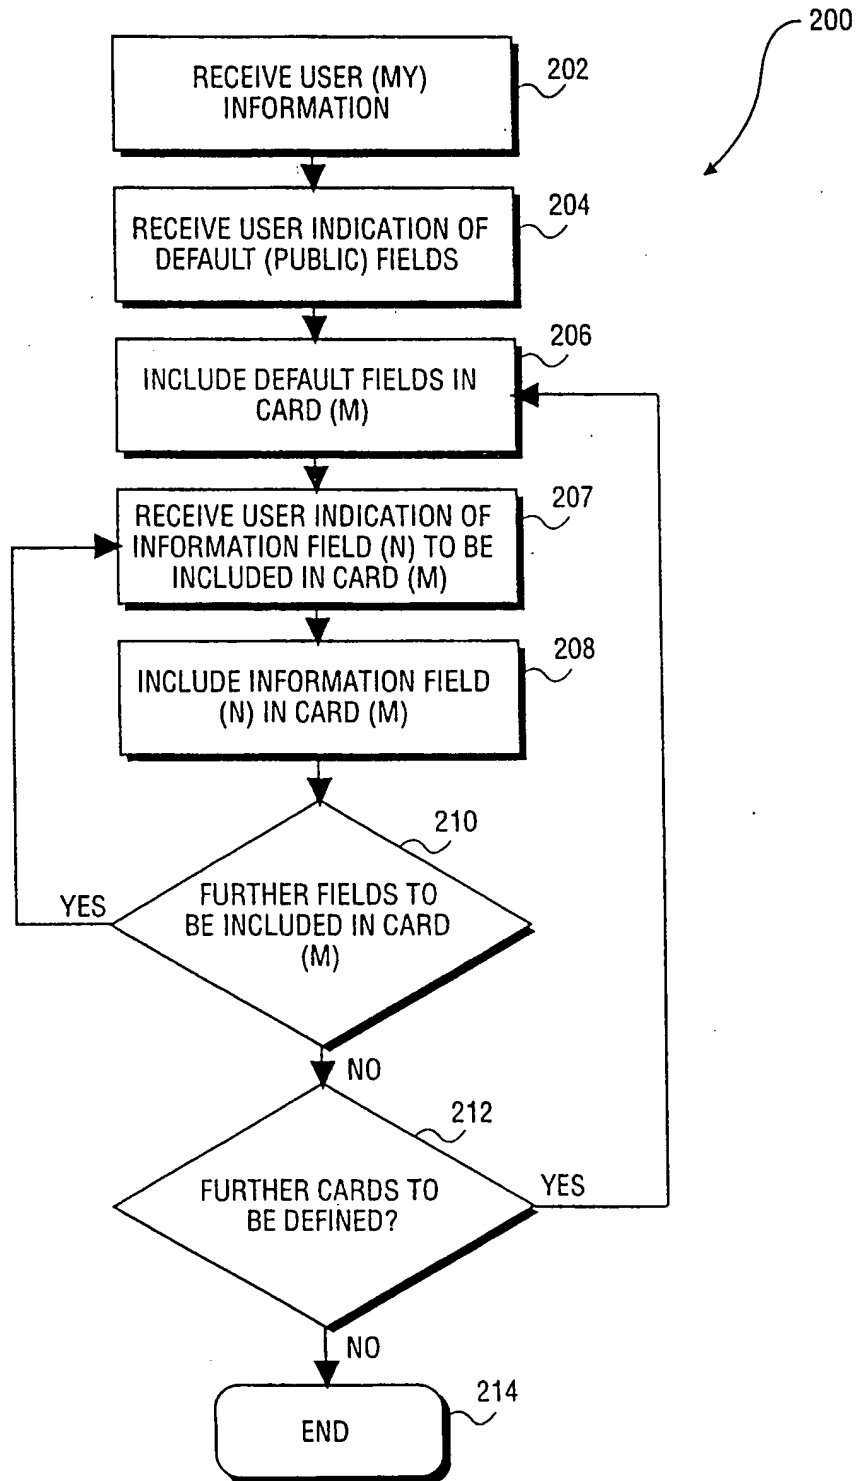 200
RECEIVE USER (MY)
INFORMATION
202
RECEIVE USER INDICATION OF
DEFAULT (PUBLIC) FIELDS
204
INCLUDE DEFAULT FIELDS IN
CARD (M)
206
RECEIVE USER INDICATION OF
INFORMATION FIELD (N) TO BE
INCLUDED IN CARD (M)
207
INCLUDE INFORMATION FIELD
(N) IN CARD (M)
208
210
FURTHER FIELDS TO
BE INCLUDED IN CARD
(M)
YES
NO
212
FURTHER CARDS TO
BE DEFINED?
YES
NO
END
214